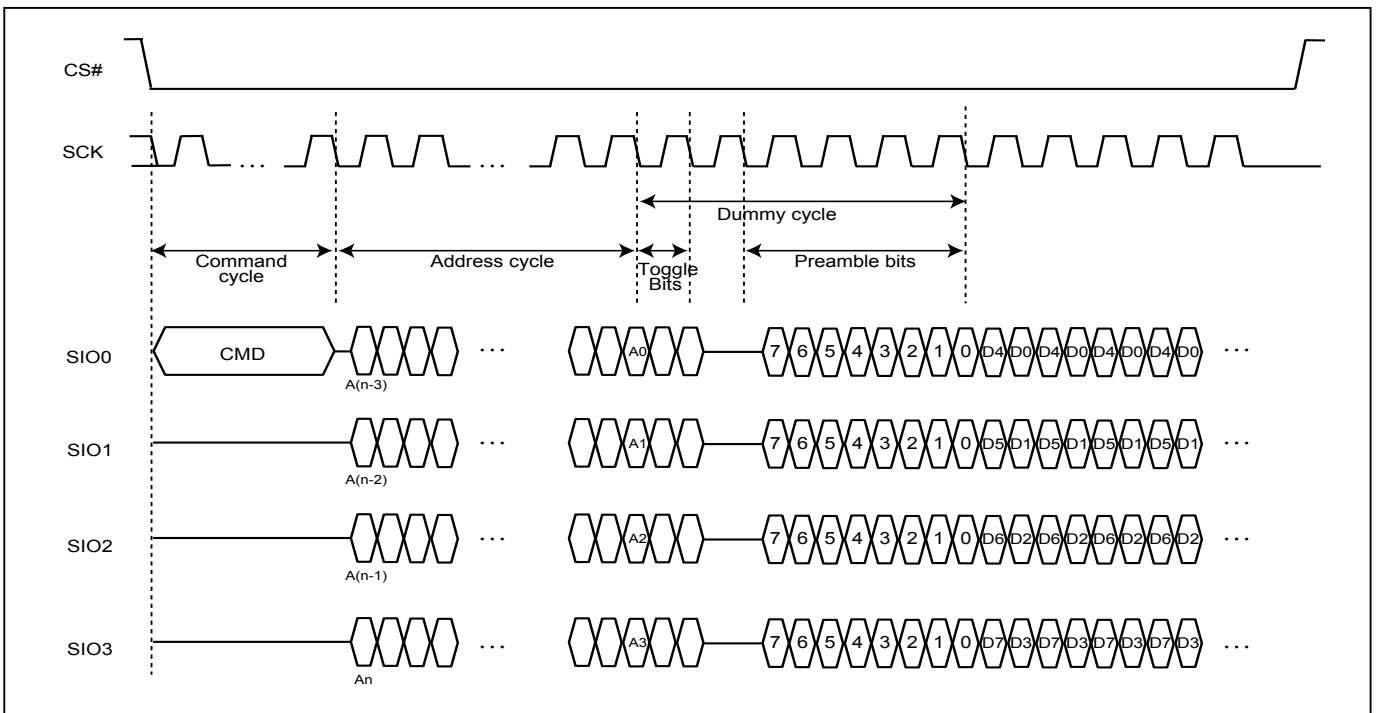 CS#
SCK
...
...
Dummy cycle
Command
cycle
Address cycle
Toggle
Bits
Preamble bits
SIO0
CMD
...
A0
7 6 5 4 3 2 1 0 D4 D0 D4 D0 D4 D0 D4 D0
...
A(n-3)
SIO1
...
A1
7 6 5 4 3 2 1 0 D5 D1 D5 D1 D5 D1 D5 D1
...
A(n-2)
SIO2
...
A2
7 6 5 4 3 2 1 0 D6 D2 D6 D2 D6 D2 D6 D2
...
A(n-1)
SIO3
...
A3
7 6 5 4 3 2 1 0 D7 D3 D7 D3 D7 D3 D7 D3
...
An